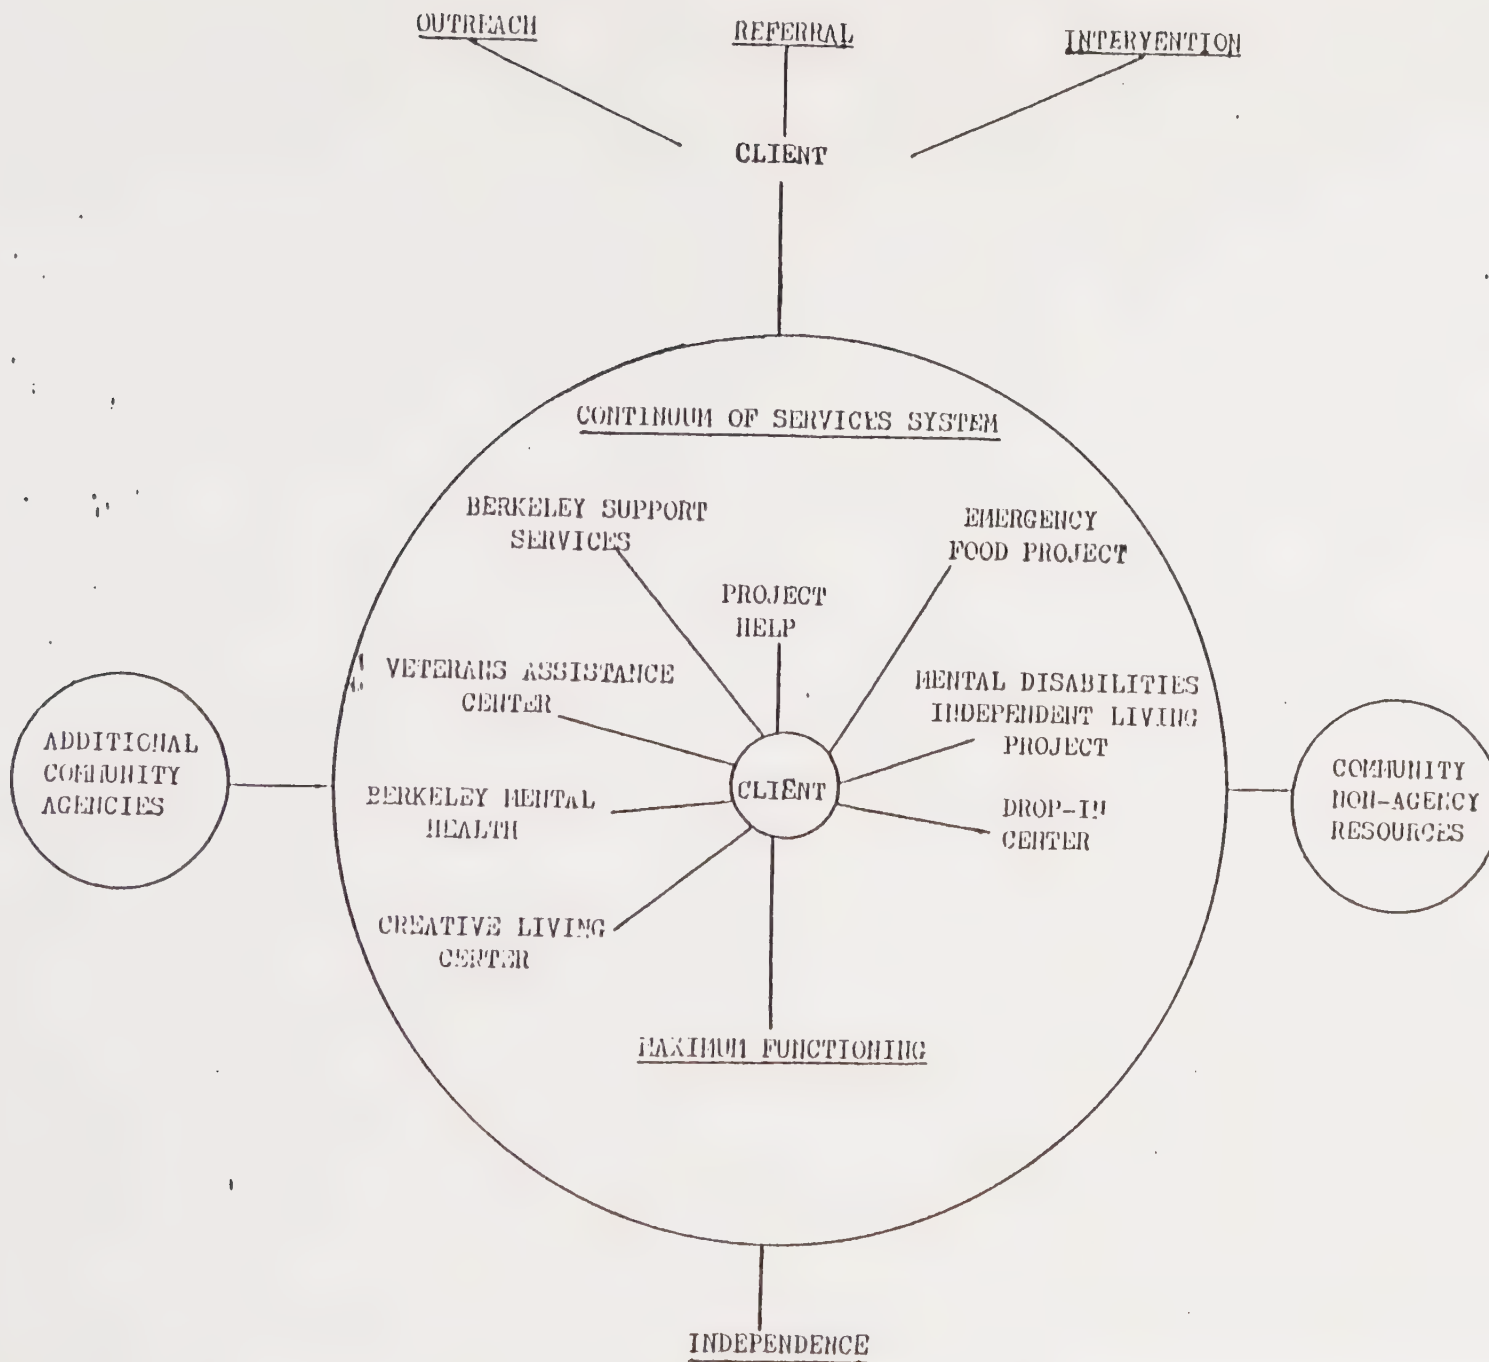 OUTREACH
REFERRAL
INTERVENTION
CLIENT
CONTINUUM OF SERVICES SYSTEM
BERKELEY SUPPORT
SERVICES
EMERGENCY
FOOD PROJECT
PROJECT
HELP
VETERANS ASSISTANCE
CENTER
MENTAL DISABILITIES
INDEPENDENT LIVING
PROJECT
ADDITIONAL
COMMUNITY
AGENCIES
BERKELEY MENTAL
HEALTH
CLIENT
DROP-IN
CENTER
COMMUNITY
NON-AGENCY
RESOURCES
CREATIVE LIVING
CENTER
MAXIMUM FUNCTIONING
INDEPENDENCE